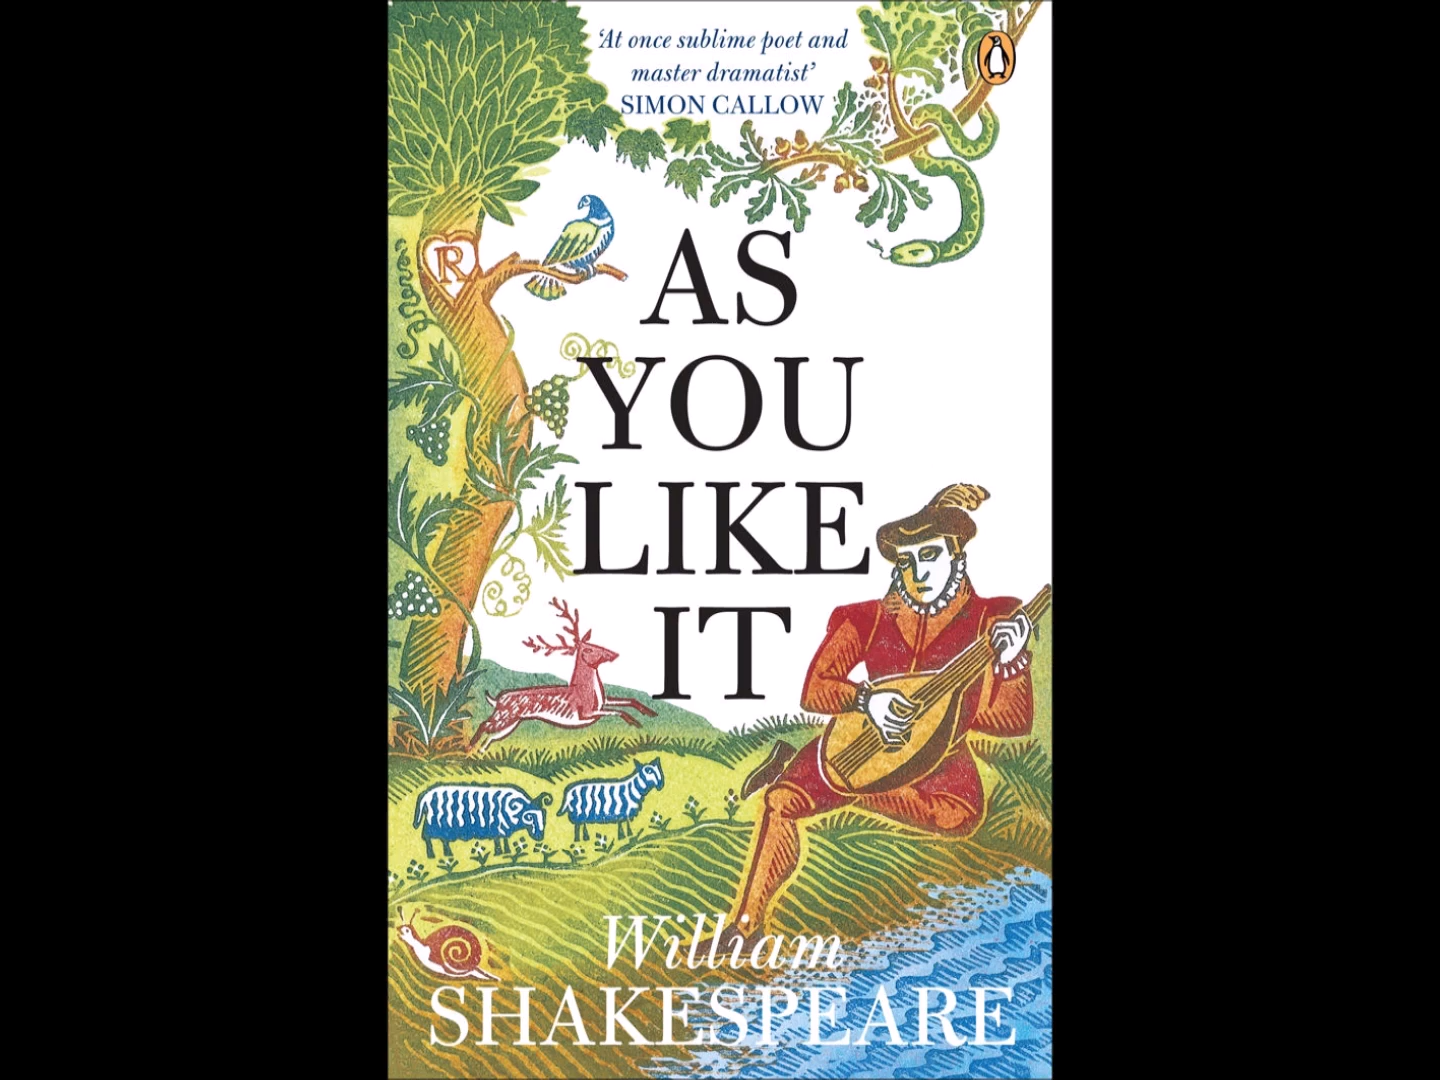 ‘At once sublime poet and
master dramatist’
SIMON CALLOW
R
AS
YOU
LIKE
IT
William
SHAKESPEARE